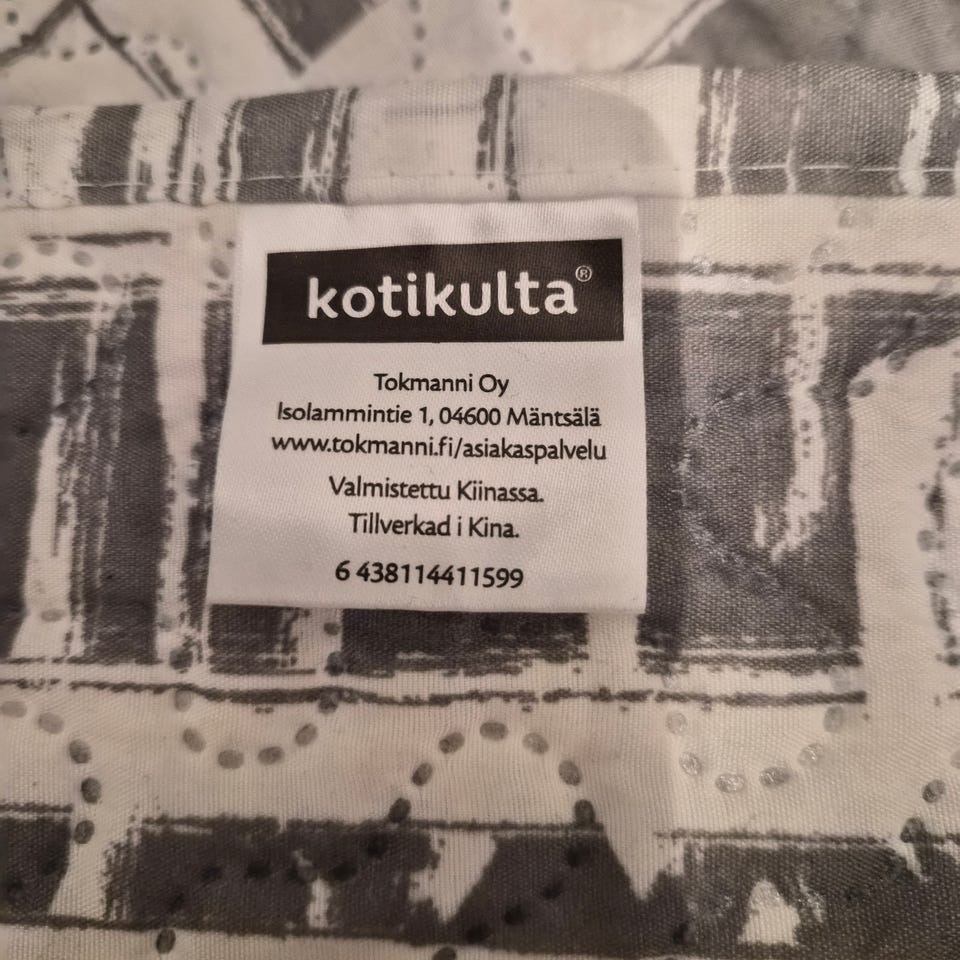 kotikulta®
Tokmanni Oy
Isolammintie 1, 04600 Mäntsälä
www.tokmanni.fi/asiakaspalvelu
Valmistettu Kiinassa.
Tillverkad i Kina.
6 438114411599